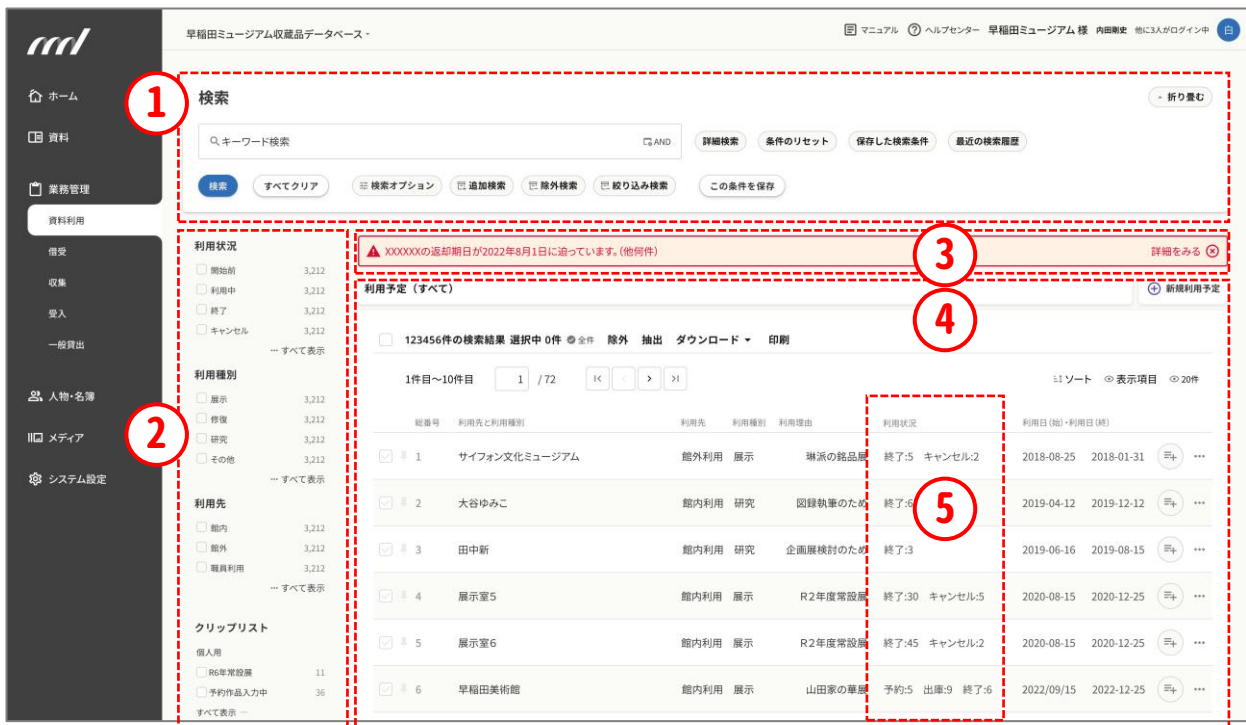 早稲田ミュージアム収蔵品データベース -
マニュアル ヘルプセンター 早稲田ミュージアム 様 内田剛史 他に3人がログイン中 自
ml
ホーム
資料
業務管理
資料利用
借受
収集
受入
一般貸出
人物・名簿
メディア
システム設定
1
検索
折り畳む
キーワード検索 AND 詳細検索 条件のリセット 保存した検索条件 最近の検索履歴
検索 すべてクリア 検索オプション 追加検索 除外検索 絞り込み検索 この条件を保存
2
利用状況
開始前 3,212
利用中 3,212
終了 3,212
キャンセル 3,212
… すべて表示
利用種別
展示 3,212
修復 3,212
研究 3,212
その他 3,212
… すべて表示
利用先
館内 3,212
館外 3,212
職員利用 3,212
… すべて表示
クリップリスト
個人用
R6年常設展 11
予約作品入力中 36
すべて表示 …
3
XXXXXXの返却期日が2022年8月1日に迫っています。(他何件) 詳細をみる
4
利用予定（すべて） 新規利用予定
123456件の検索結果 選択中 0件 全件 除外 抽出 ダウンロード 印刷
1件目～10件目 1 /72 ソート 表示項目 20件
総番号 利用先と利用種別 利用先 利用種別 利用理由 利用状況 利用日(始)・利用日(終)
5
1 サイフォン文化ミュージアム 館外利用 展示 琳派の銘品展 終了:5 キャンセル:2 2018-08-25 2018-01-31
2 大谷ゆみこ 館内利用 研究 図録執筆のため 終了:6 2019-04-12 2019-12-12
3 田中新 館内利用 研究 企画展検討のため 終了:3 2019-06-16 2019-08-15
4 展示室5 館内利用 展示 R2年度常設展 終了:30 キャンセル:5 2020-08-15 2020-12-25
5 展示室6 館内利用 展示 R2年度常設展 終了:45 キャンセル:2 2020-08-15 2020-12-25
6 早稲田美術館 館内利用 展示 山田家の華展 予約:5 出庫:9 終了:6 2022/09/15 2022-12-25